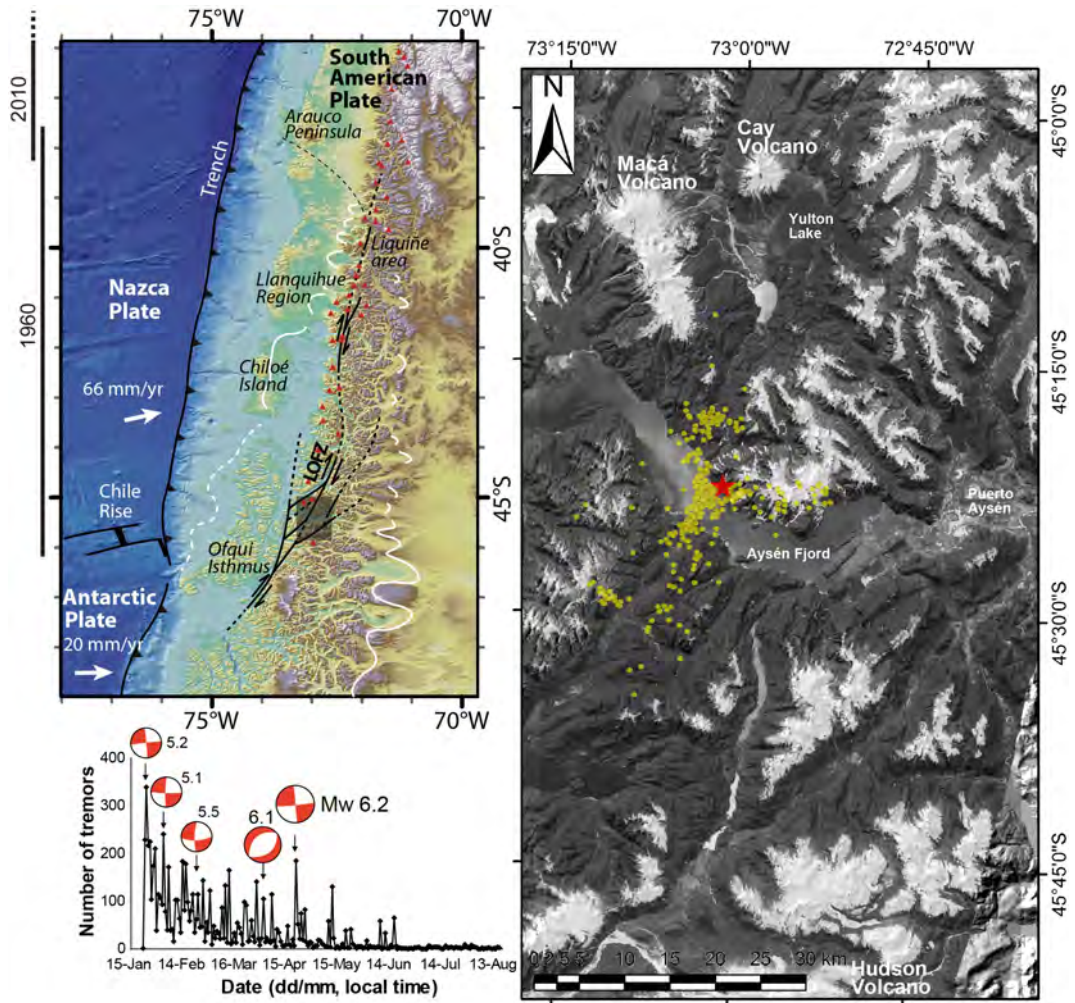 75°W
70°W
2010
1960
South
American
Plate
Arauco
Peninsula
Trench
40°S
Liquiñe
area
Llanquihue
Region
Nazca
Plate
Chiloé
Island
66 mm/yr
LOFZ
Chile
Rise
45°S
Ofqui
Isthmus
Antarctic
Plate
20 mm/yr
75°W
70°W
400
300
200
100
0
Number of tremors
5.2
5.1
5.5
6.1
Mw 6.2
15-Jan
14-Feb
16-Mar
15-Apr
15-May
14-Jun
14-Jul
13-Aug
Date (dd/mm, local time)
73°15'0"W
73°0'0"W
72°45'0"W
N
Cay
Volcano
Macá
Volcano
Yulton
Lake
45°0'0"S
45°15'0"S
Puerto
Aysén
Aysén Fjord
45°30'0"S
45°45'0"S
0 2.5 5 10 15 20 25 30 km
Hudson
Volcano